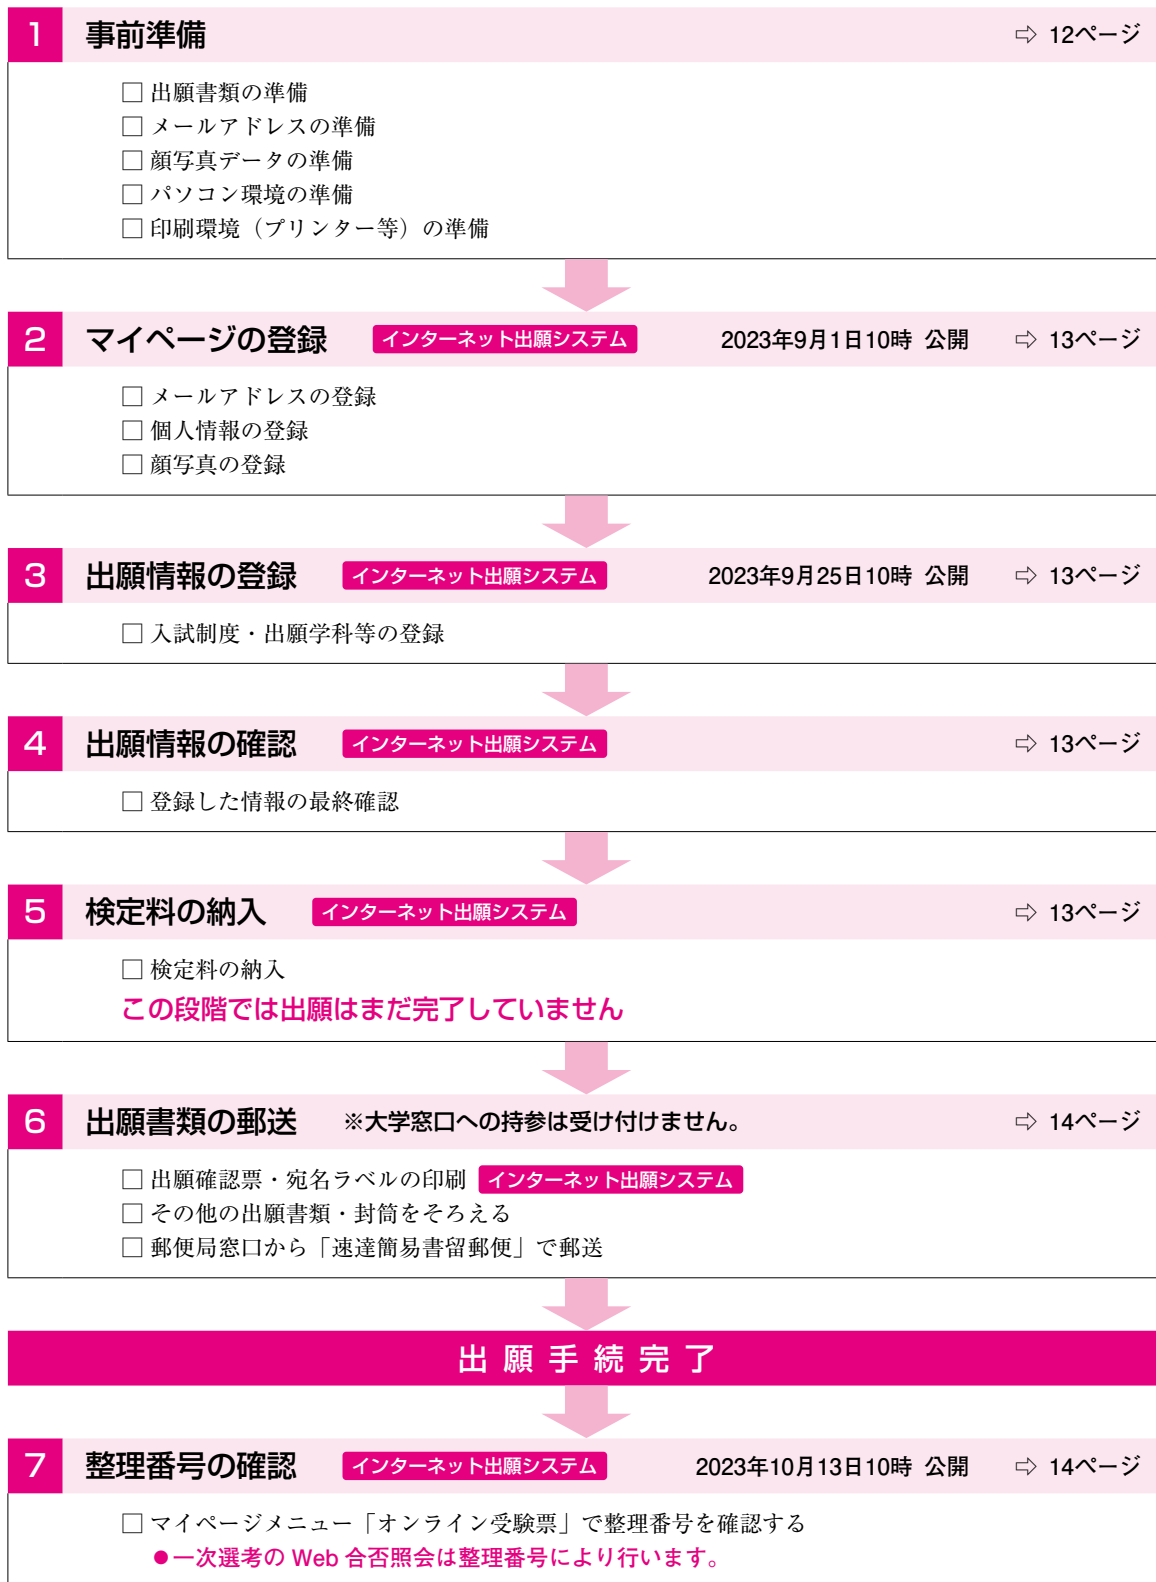 1 事前準備 ⇨ 12ページ
□ 出願書類の準備
□ メールアドレスの準備
□ 顔写真データの準備
□ パソコン環境の準備
□ 印刷環境（プリンター等）の準備
2 マイページの登録 インターネット出願システム 2023年9月1日10時 公開 ⇨ 13ページ
□ メールアドレスの登録
□ 個人情報の登録
□ 顔写真の登録
3 出願情報の登録 インターネット出願システム 2023年9月25日10時 公開 ⇨ 13ページ
□ 入試制度・出願学科等の登録
4 出願情報の確認 インターネット出願システム ⇨ 13ページ
□ 登録した情報の最終確認
5 検定料の納入 インターネット出願システム ⇨ 13ページ
□ 検定料の納入
この段階では出願はまだ完了していません
6 出願書類の郵送 ※大学窓口への持参は受け付けません。 ⇨ 14ページ
□ 出願確認票・宛名ラベルの印刷 インターネット出願システム
□ その他の出願書類・封筒をそろえる
□ 郵便局窓口から「速達簡易書留郵便」で郵送
出願手続完了
7 整理番号の確認 インターネット出願システム 2023年10月13日10時 公開 ⇨ 14ページ
□ マイページメニュー「オンライン受験票」で整理番号を確認する
●一次選考の Web 合否照会は整理番号により行います。